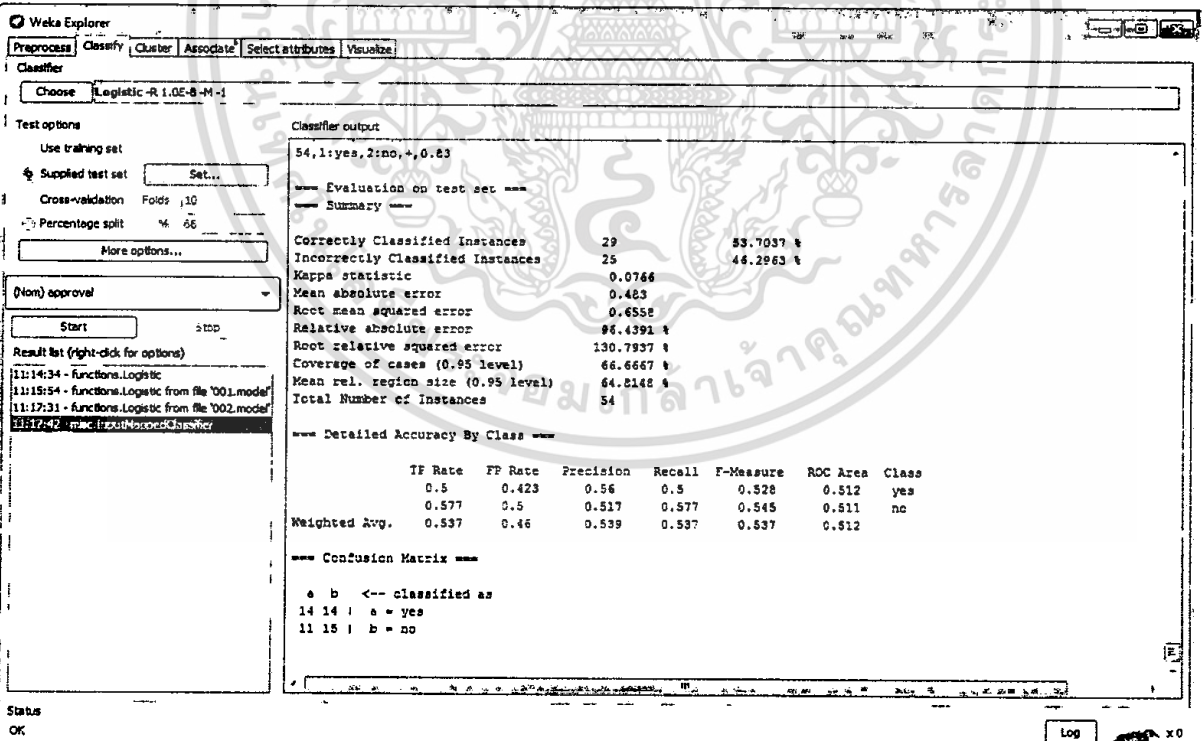 Weka Explorer
Preprocess Classify Cluster Associate Select attributes Visualize
Classifier
Choose Logistic -R 1.0E-8 -M -1
Test options
Use training set
Supplied test set Set...
Cross-validation Folds 10
Percentage split % 66
More options...
(Nom) approval
Start Stop
Result list (right-click for options)
11:14:34 - functions.Logistic
11:15:54 - functions.Logistic from file '001.model'
11:17:31 - functions.Logistic from file '002.model'
11:17:42 - misc.InputMappedClassifier
Classifier output
54,1:yes,2:no,+,0.83
=== Evaluation on test set ===
=== Summary ===
Correctly Classified Instances 29 53.7037 %
Incorrectly Classified Instances 25 46.2963 %
Kappa statistic 0.0766
Mean absolute error 0.483
Root mean squared error 0.6558
Relative absolute error 96.4391 %
Root relative squared error 130.7937 %
Coverage of cases (0.95 level) 66.6667 %
Mean rel. region size (0.95 level) 64.8148 %
Total Number of Instances 54
=== Detailed Accuracy By Class ===
TP Rate FP Rate Precision Recall F-Measure ROC Area Class
0.5 0.423 0.56 0.5 0.528 0.512 yes
0.577 0.5 0.517 0.577 0.545 0.511 no
Weighted Avg. 0.537 0.46 0.539 0.537 0.537 0.512
=== Confusion Matrix ===
a b <-- classified as
14 14 | a = yes
11 15 | b = no
Status
OK
Log x 0